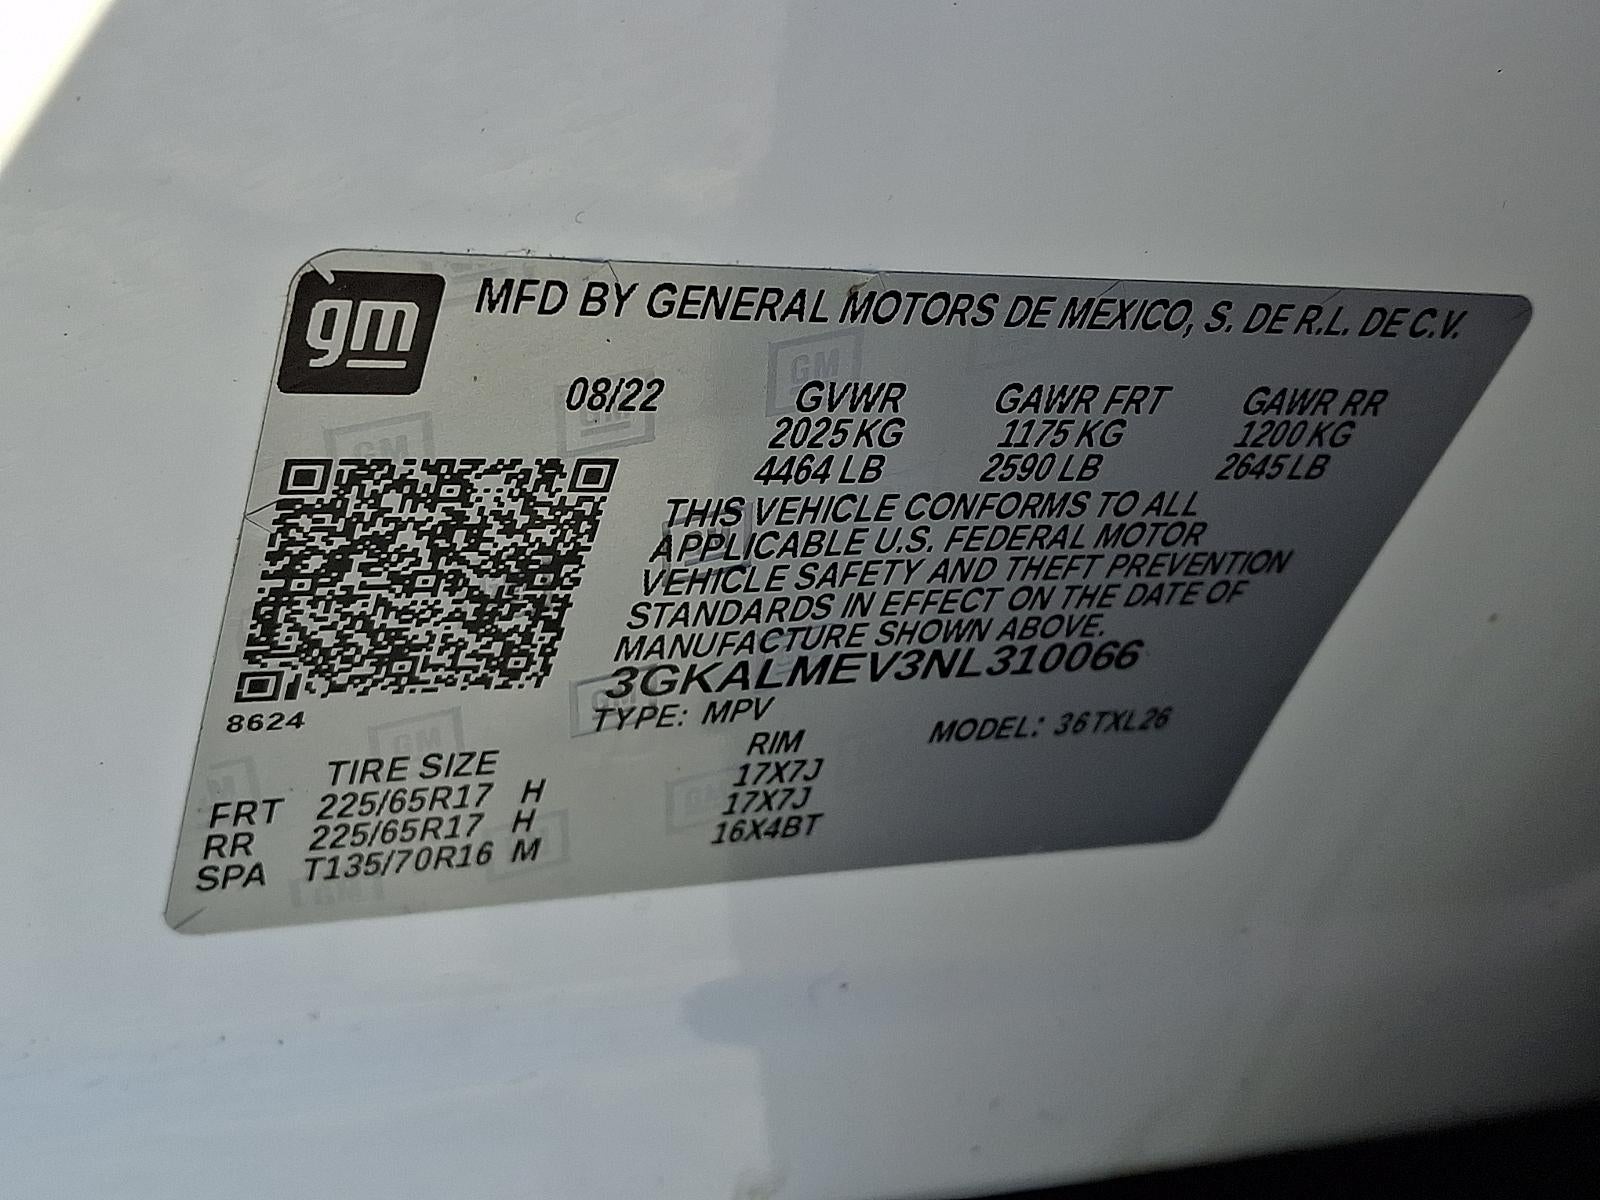 gm MFD BY GENERAL MOTORS DE MEXICO, S. DE R.L. DE C.V.
08/22 GVWR GAWR FRT GAWR RR
2025 KG 1175 KG 1200 KG
4464 LB 2590 LB 2645 LB
THIS VEHICLE CONFORMS TO ALL
APPLICABLE U.S. FEDERAL MOTOR
VEHICLE SAFETY AND THEFT PREVENTION
STANDARDS IN EFFECT ON THE DATE OF
MANUFACTURE SHOWN ABOVE.
3GKALMEV3NL310066
8624 TYPE: MPV MODEL: 36TXL26
TIRE SIZE RIM
FRT 225/65R17 H 17X7J
RR 225/65R17 H 17X7J
SPA T135/70R16 M 16X4BT